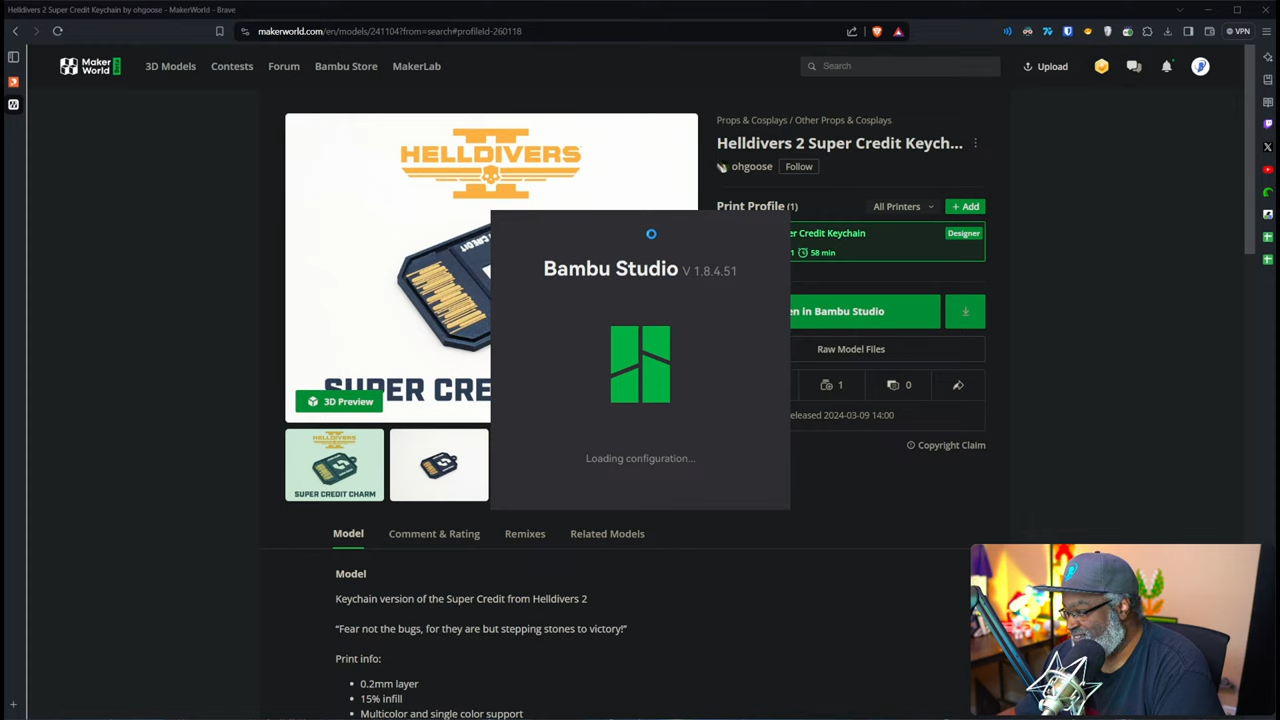 Helldivers 2 Super Credit Keychain by ohgoose - MakerWorld - Brave
makerworld.com/en/models/241104?from=search#profileId-260118
VPN
Maker
World
3D Models
Contests
Forum
Bambu Store
MakerLab
Search
Upload
HELLDIVERS
SUPER CRE
3D Preview
HELLDIVERS
SUPER CREDIT CHARM
Props & Cosplays / Other Props & Cosplays
Helldivers 2 Super Credit Keych...
ohgoose
Follow
Print Profile (1)
All Printers
+ Add
er Credit Keychain
Designer
1
58 min
en in Bambu Studio
Raw Model Files
1
0
eleased 2024-03-09 14:00
Copyright Claim
Bambu Studio V 1.8.4.51
Loading configuration...
Model
Comment & Rating
Remixes
Related Models
Model
Keychain version of the Super Credit from Helldivers 2
“Fear not the bugs, for they are but stepping stones to victory!”
Print info:
• 0.2mm layer
• 15% infill
• Multicolor and single color support